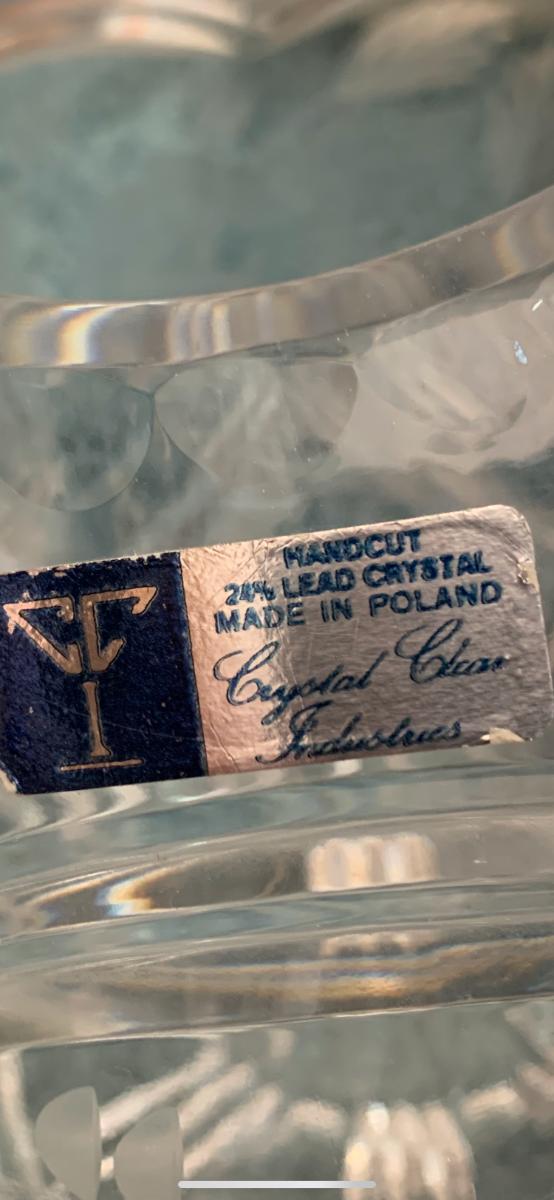 HANDCUT
24% LEAD CRYSTAL
MADE IN POLAND
Crystal Clear
Industries